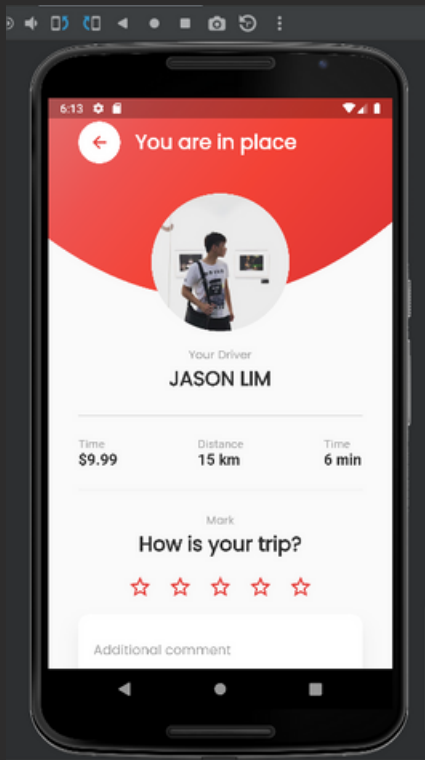 6:13
You are in place
Your Driver
JASON LIM
Time Distance Time
$9.99 15 km 6 min
Mark
How is your trip?
Additional comment